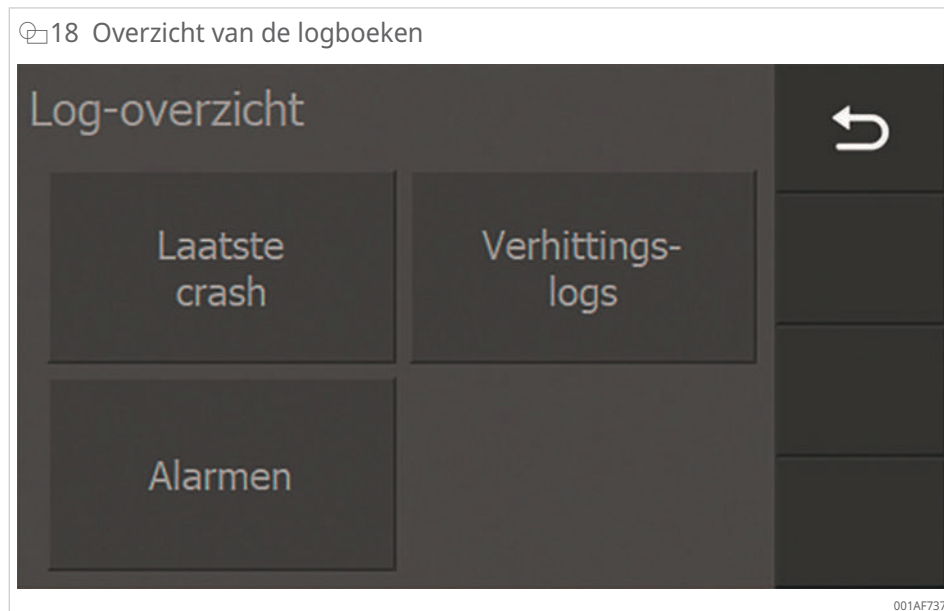 18 Overzicht van de logboeken
Log-overzicht
Laatste
crash
Verhittings-
logs
Alarmen
001AF737